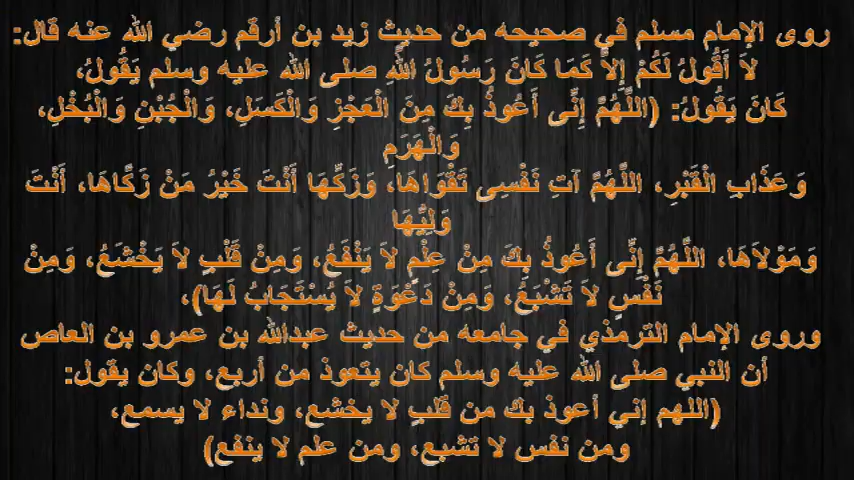 روى الإمام مسلم في صحيحه من حديث زيد بن أرقم رضي الله عنه قال:
لاَ أَقُولُ لَكُمْ إِلاَّ كَمَا كَانَ رَسُولُ اللَّهِ صلى الله عليه وسلم يَقُولُ،
كَانَ يَقُولُ: (اللَّهُمَّ إِنِّى أَعُوذُ بِكَ مِنَ الْعَجْزِ وَالْكَسَلِ، وَالْجُبْنِ وَالْبُخْلِ،
وَالْهَرَمِ
وَعَذَابِ الْقَبْرِ، اللَّهُمَّ آتِ نَفْسِى تَقْوَاهَا، وَزَكِّهَا أَنْتَ خَيْرُ مَنْ زَكَّاهَا، أَنْتَ
وَلِيُّهَا
وَمَوْلاَهَا، اللَّهُمَّ إِنِّى أَعُوذُ بِكَ مِنْ عِلْمٍ لاَ يَنْفَعُ، وَمِنْ قَلْبٍ لاَ يَخْشَعُ، وَمِنْ
نَفْسٍ لاَ تَشْبَعُ، وَمِنْ دَعْوَةٍ لاَ يُسْتَجَابُ لَهَا)،
وروى الإمام الترمذي في جامعه من حديث عبدالله بن عمرو بن العاص
أن النبي صلى الله عليه وسلم كان يتعوذ من أربع، وكان يقول:
(اللهم إني أعوذ بك من قلبٍ لا يخشع، ونداء لا يسمع،
ومن نفس لا تشبع، ومن علم لا ينفع)